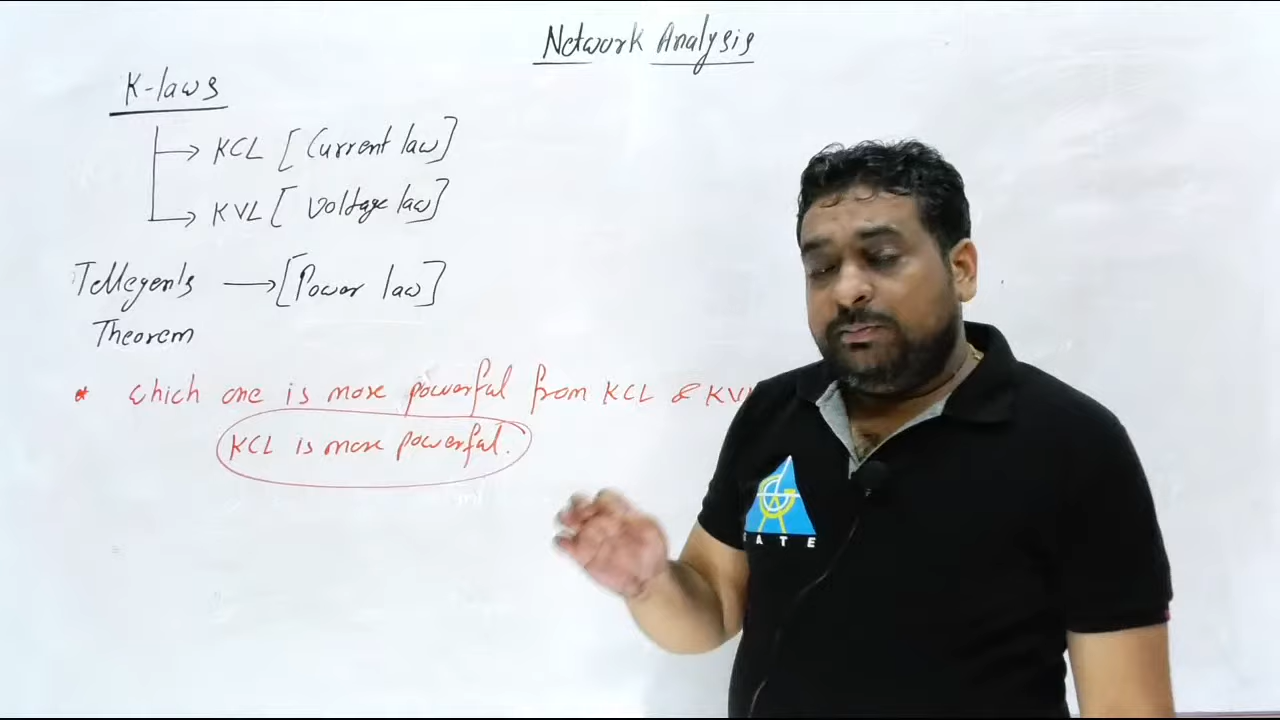 Network Analysis
K-laws
KCL [Current law]
KVL [Voltage law]
Tellegent's → [Power law]
Theorem
* Which one is more powerful from KCL & KVL
KCL is more powerful.
GATE